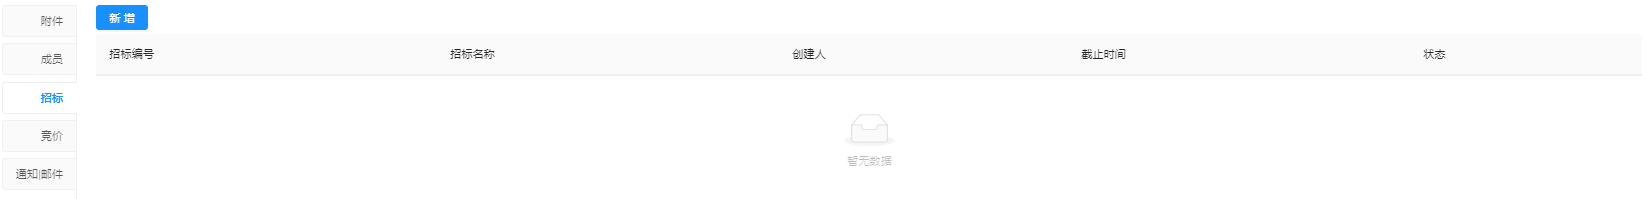 附件
成员
招标
竞价
通知|邮件
新 增
招标编号 招标名称 创建人 截止时间 状态
暂无数据